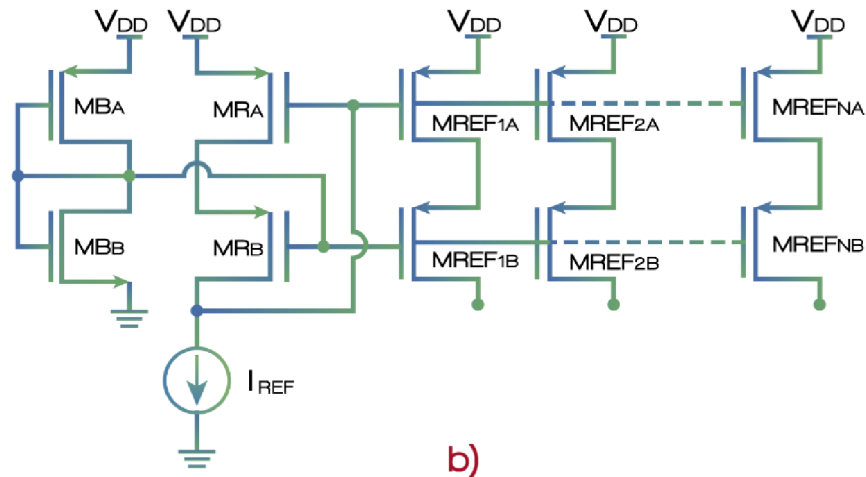 VDD VDD VDD VDD VDD
MBA MRA MREF1A MREF2A MREFNA
MBB MRB MREF1B MREF2B MREFNB
IREF
b)